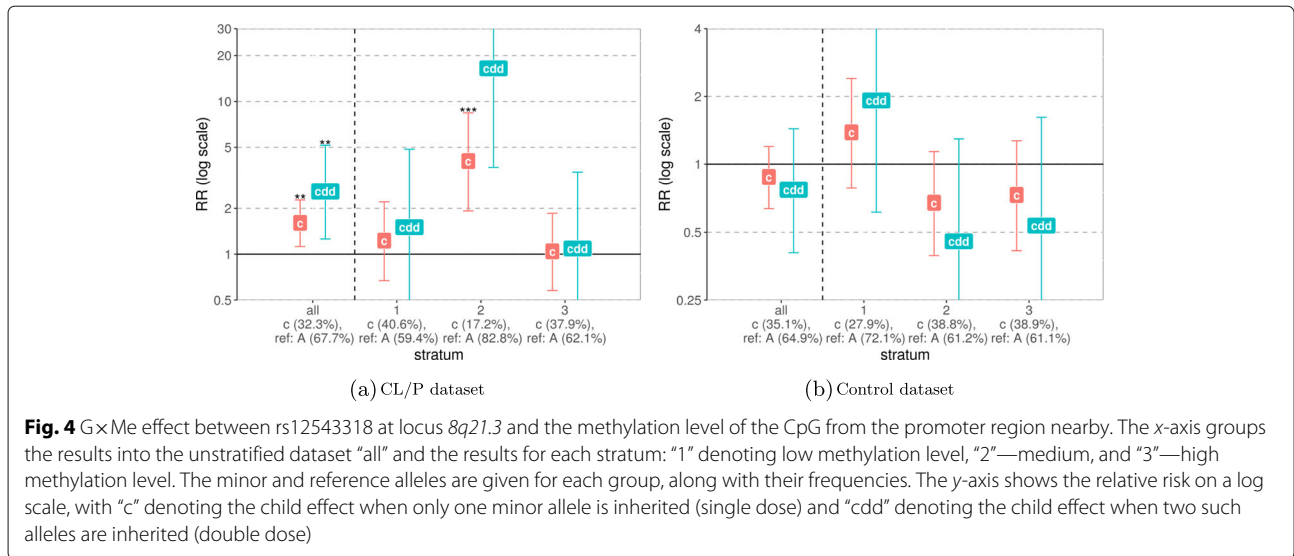 30
20
10
5
2
1
0.5
RR (log scale)
**
c
**
cdd
c
cdd
***
c
cdd
c
cdd
all
1
2
3
c (32.3%), c (40.6%) c (17.2%) c (37.9%),
ref: A (67.7%) ref: A (59.4%) ref: A (82.8%) ref: A (62.1%)
stratum
(a) CL/P dataset
4
2
1
0.5
0.25
RR (log scale)
c
cdd
c
cdd
c
cdd
c
cdd
all
1
2
3
c (35.1%), c (27.9%), c (38.8%), c (38.9%),
ref: A (64.9%) ref: A (72.1%) ref: A (61.2%) ref: A (61.1%)
stratum
(b) Control dataset
Fig. 4 G×Me effect between rs12543318 at locus 8q21.3 and the methylation level of the CpG from the promoter region nearby. The x-axis groups
the results into the unstratified dataset “all” and the results for each stratum: “1” denoting low methylation level, “2”—medium, and “3”—high
methylation level. The minor and reference alleles are given for each group, along with their frequencies. The y-axis shows the relative risk on a log
scale, with “c” denoting the child effect when only one minor allele is inherited (single dose) and “cdd” denoting the child effect when two such
alleles are inherited (double dose)